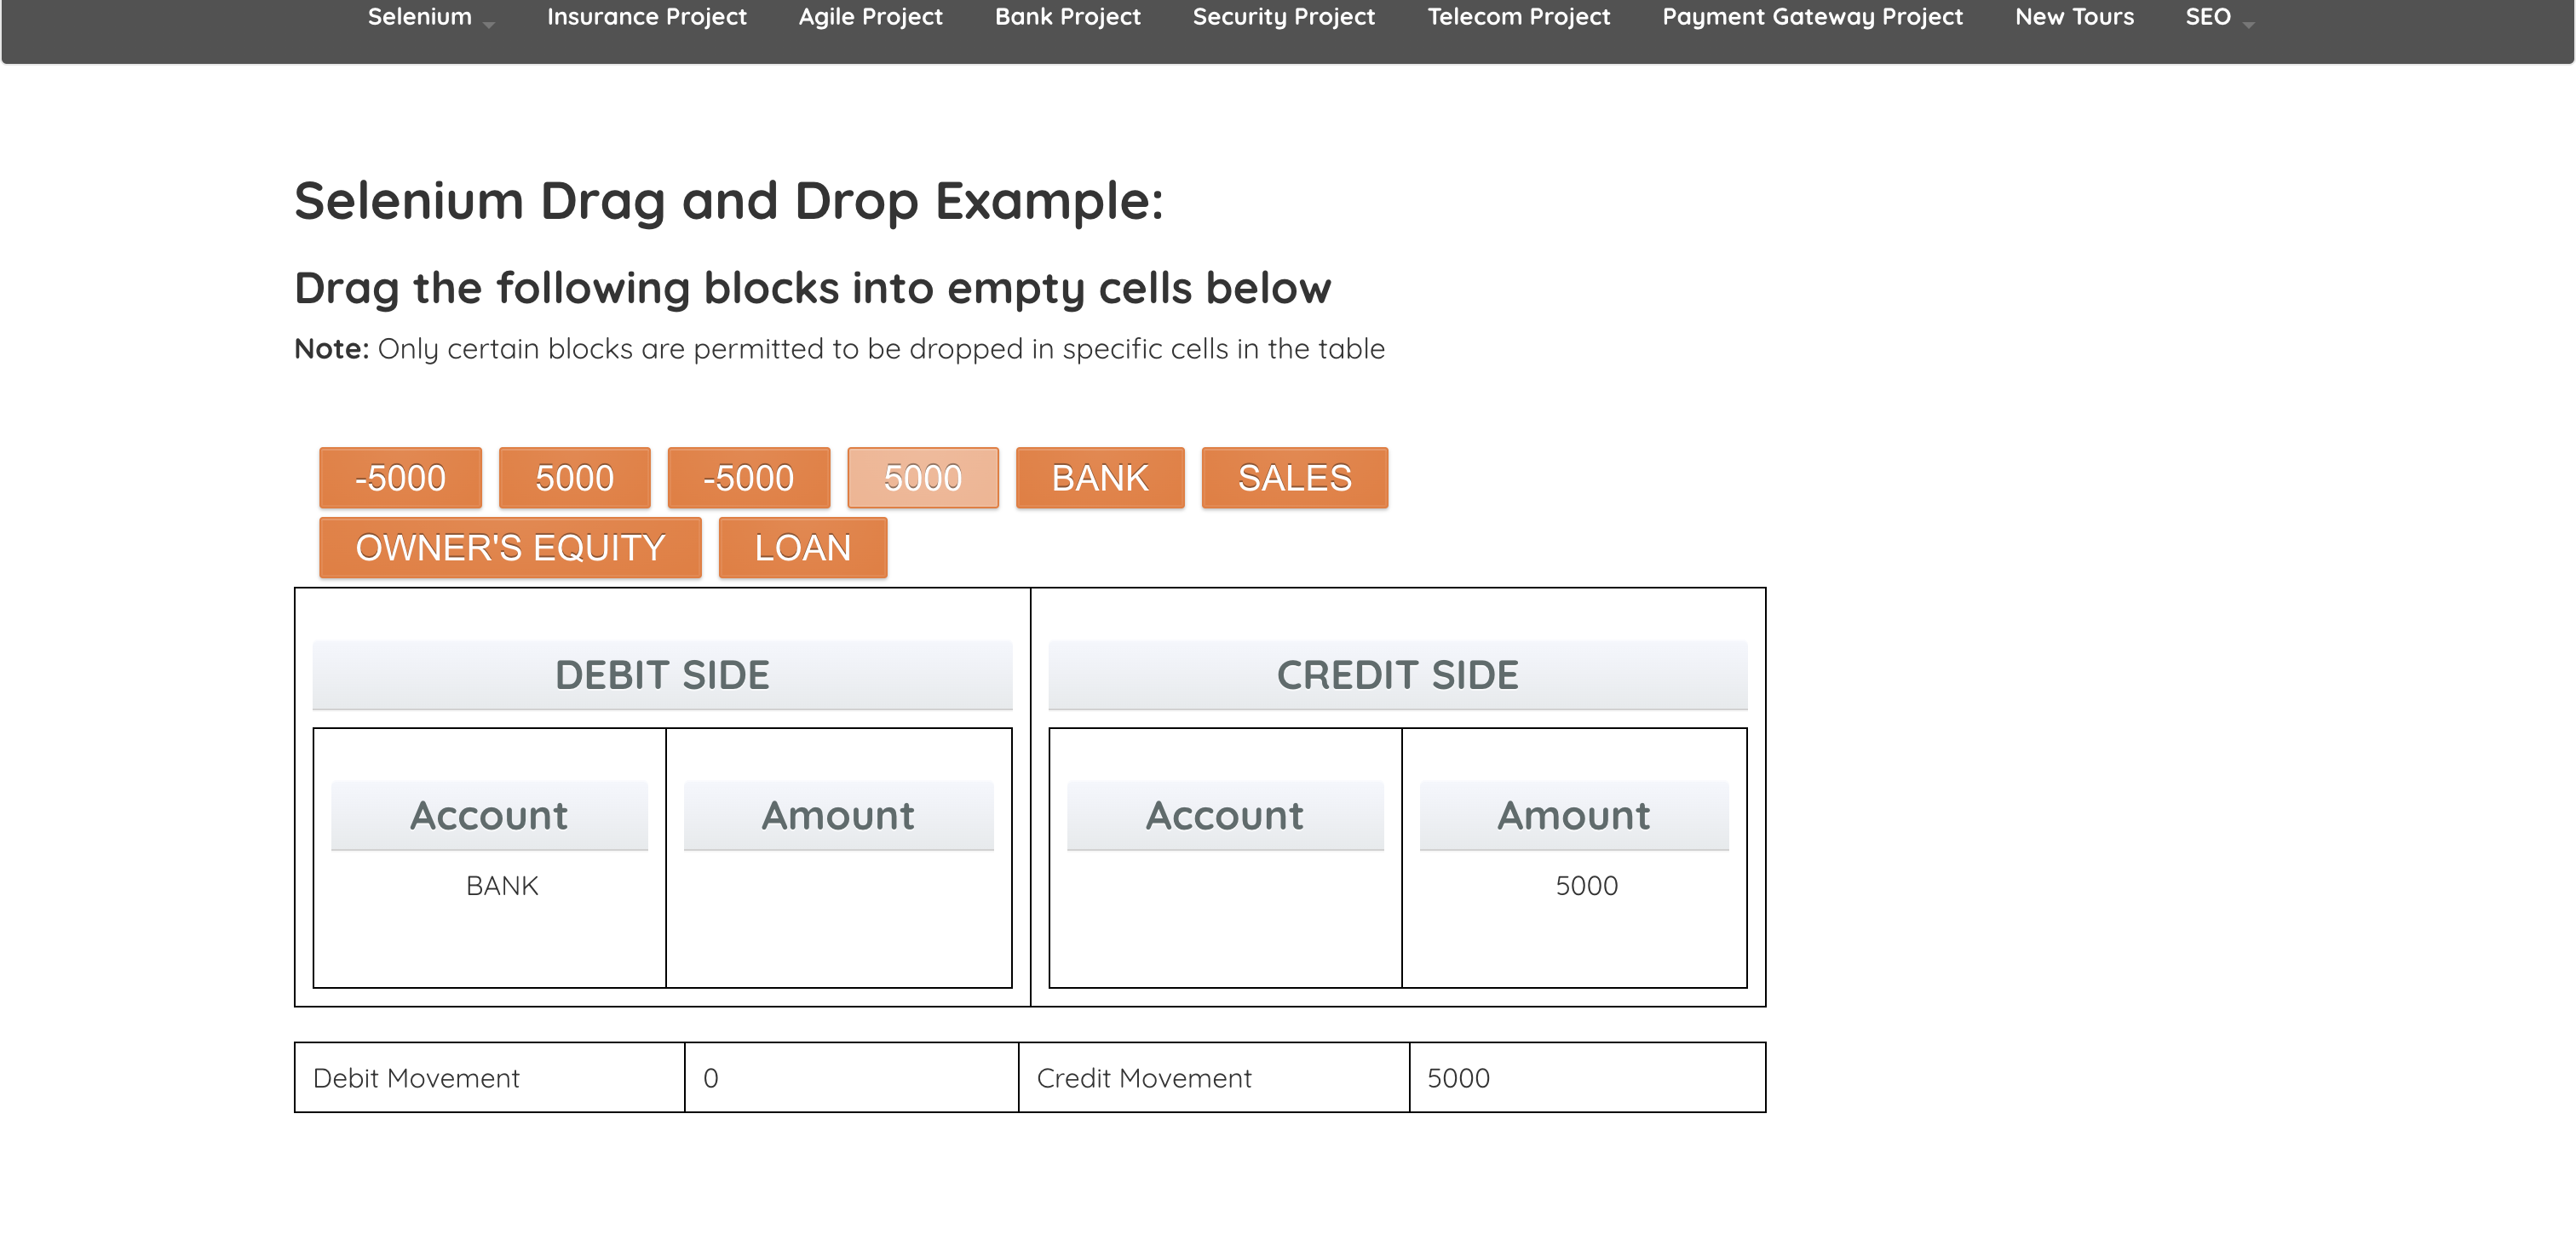 Selenium Insurance Project Agile Project Bank Project Security Project Telecom Project Payment Gateway Project New Tours SEO
Selenium Drag and Drop Example:
Drag the following blocks into empty cells below
Note: Only certain blocks are permitted to be dropped in specific cells in the table
-5000 5000 -5000 5000 BANK SALES
OWNER'S EQUITY LOAN
DEBIT SIDE CREDIT SIDE
Account Amount Account Amount
BANK 5000
Debit Movement 0 Credit Movement 5000